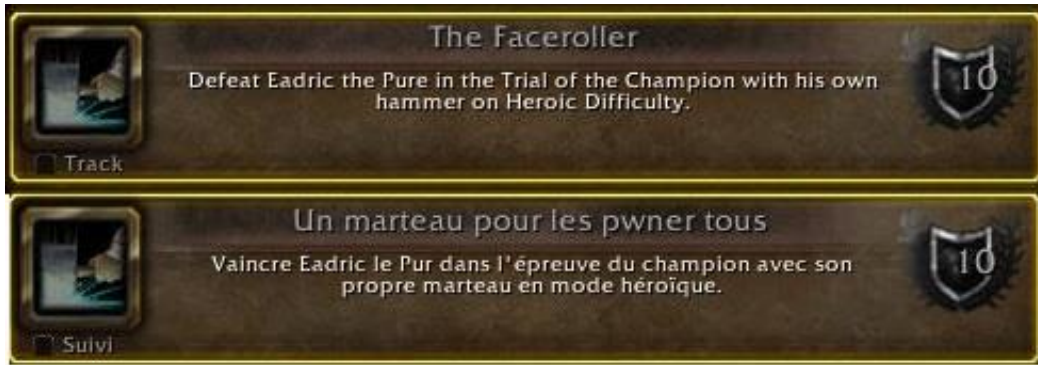 The Faceroller
Defeat Eadric the Pure in the Trial of the Champion with his own
hammer on Heroic Difficulty.
10
Track
Un marteau pour les pwner tous
Vaincre Eadric le Pur dans l'épreuve du champion avec son
propre marteau en mode héroïque.
10
Suivi